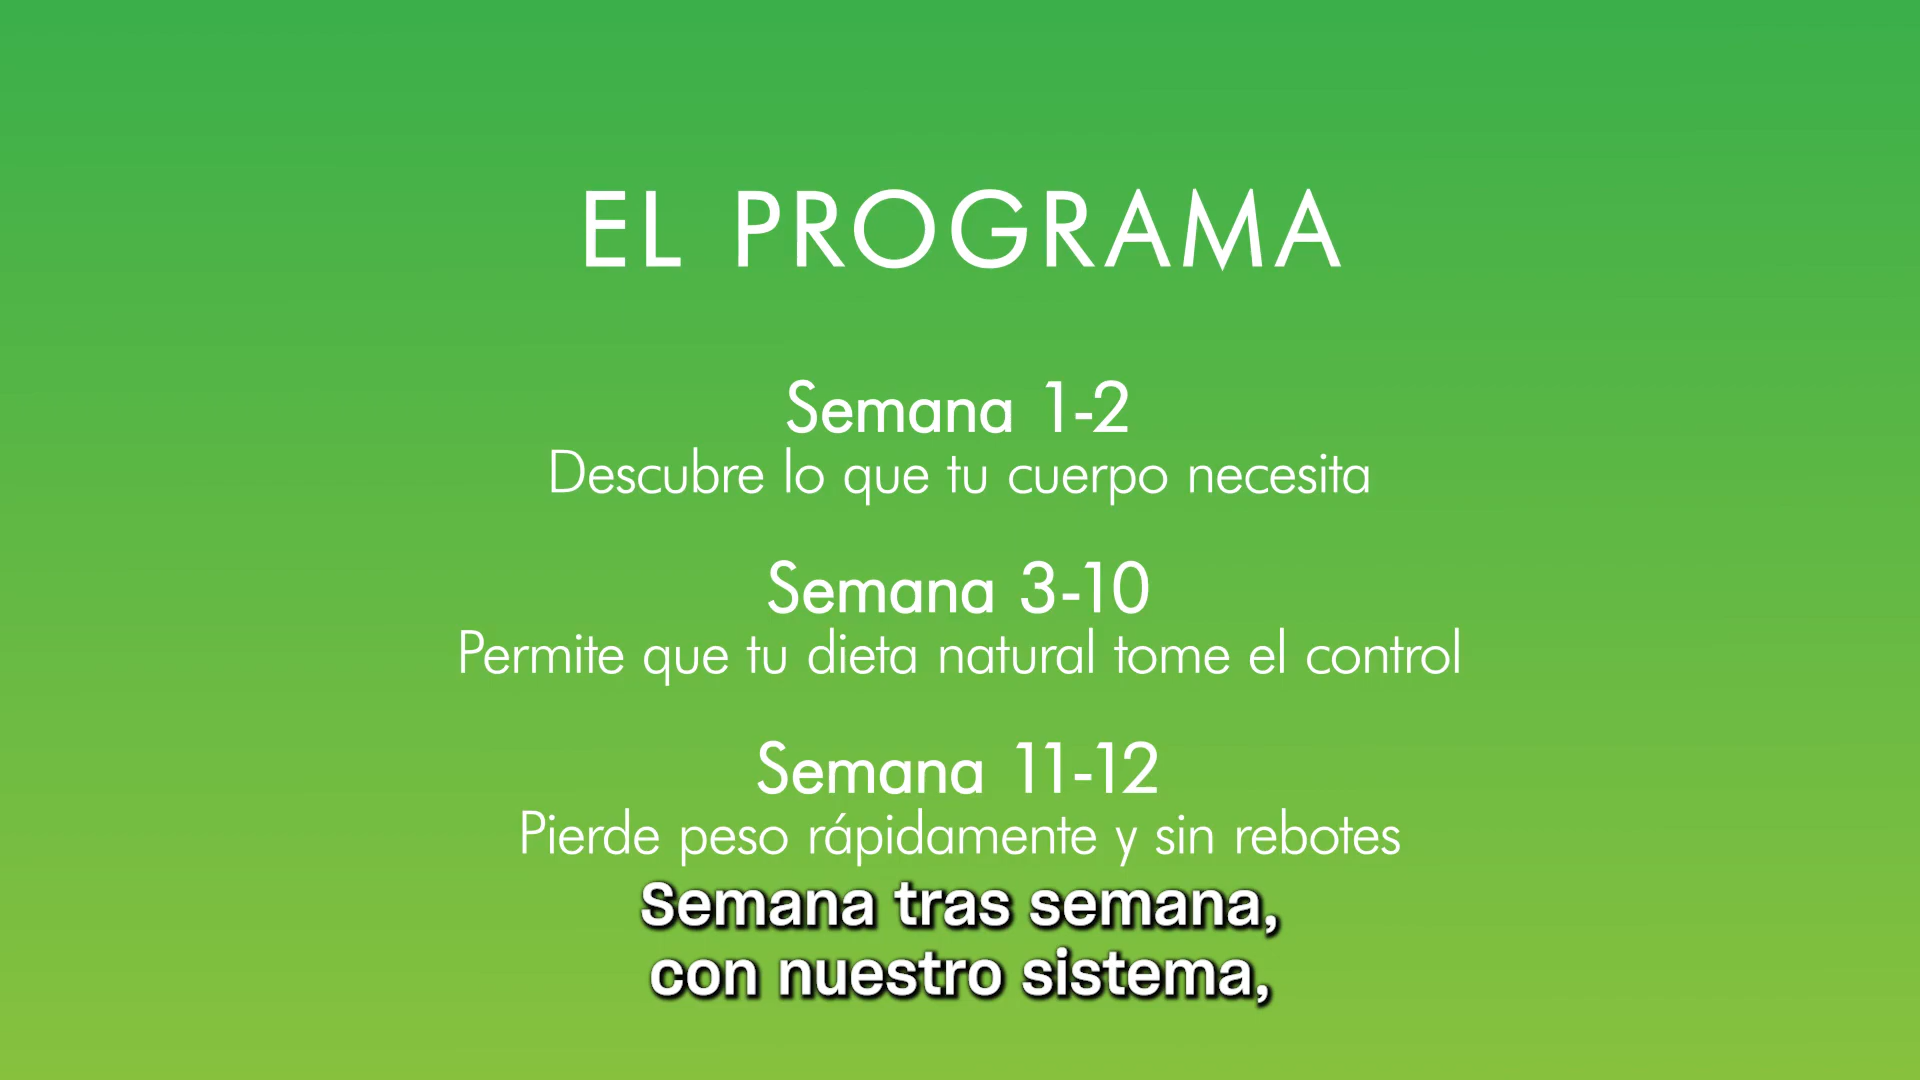 EL PROGRAMA
Semana 1-2
Descubre lo que tu cuerpo necesita
Semana 3-10
Permite que tu dieta natural tome el control
Semana 11-12
Pierde peso rápidamente y sin rebotes
Semana tras semana,
con nuestro sistema,